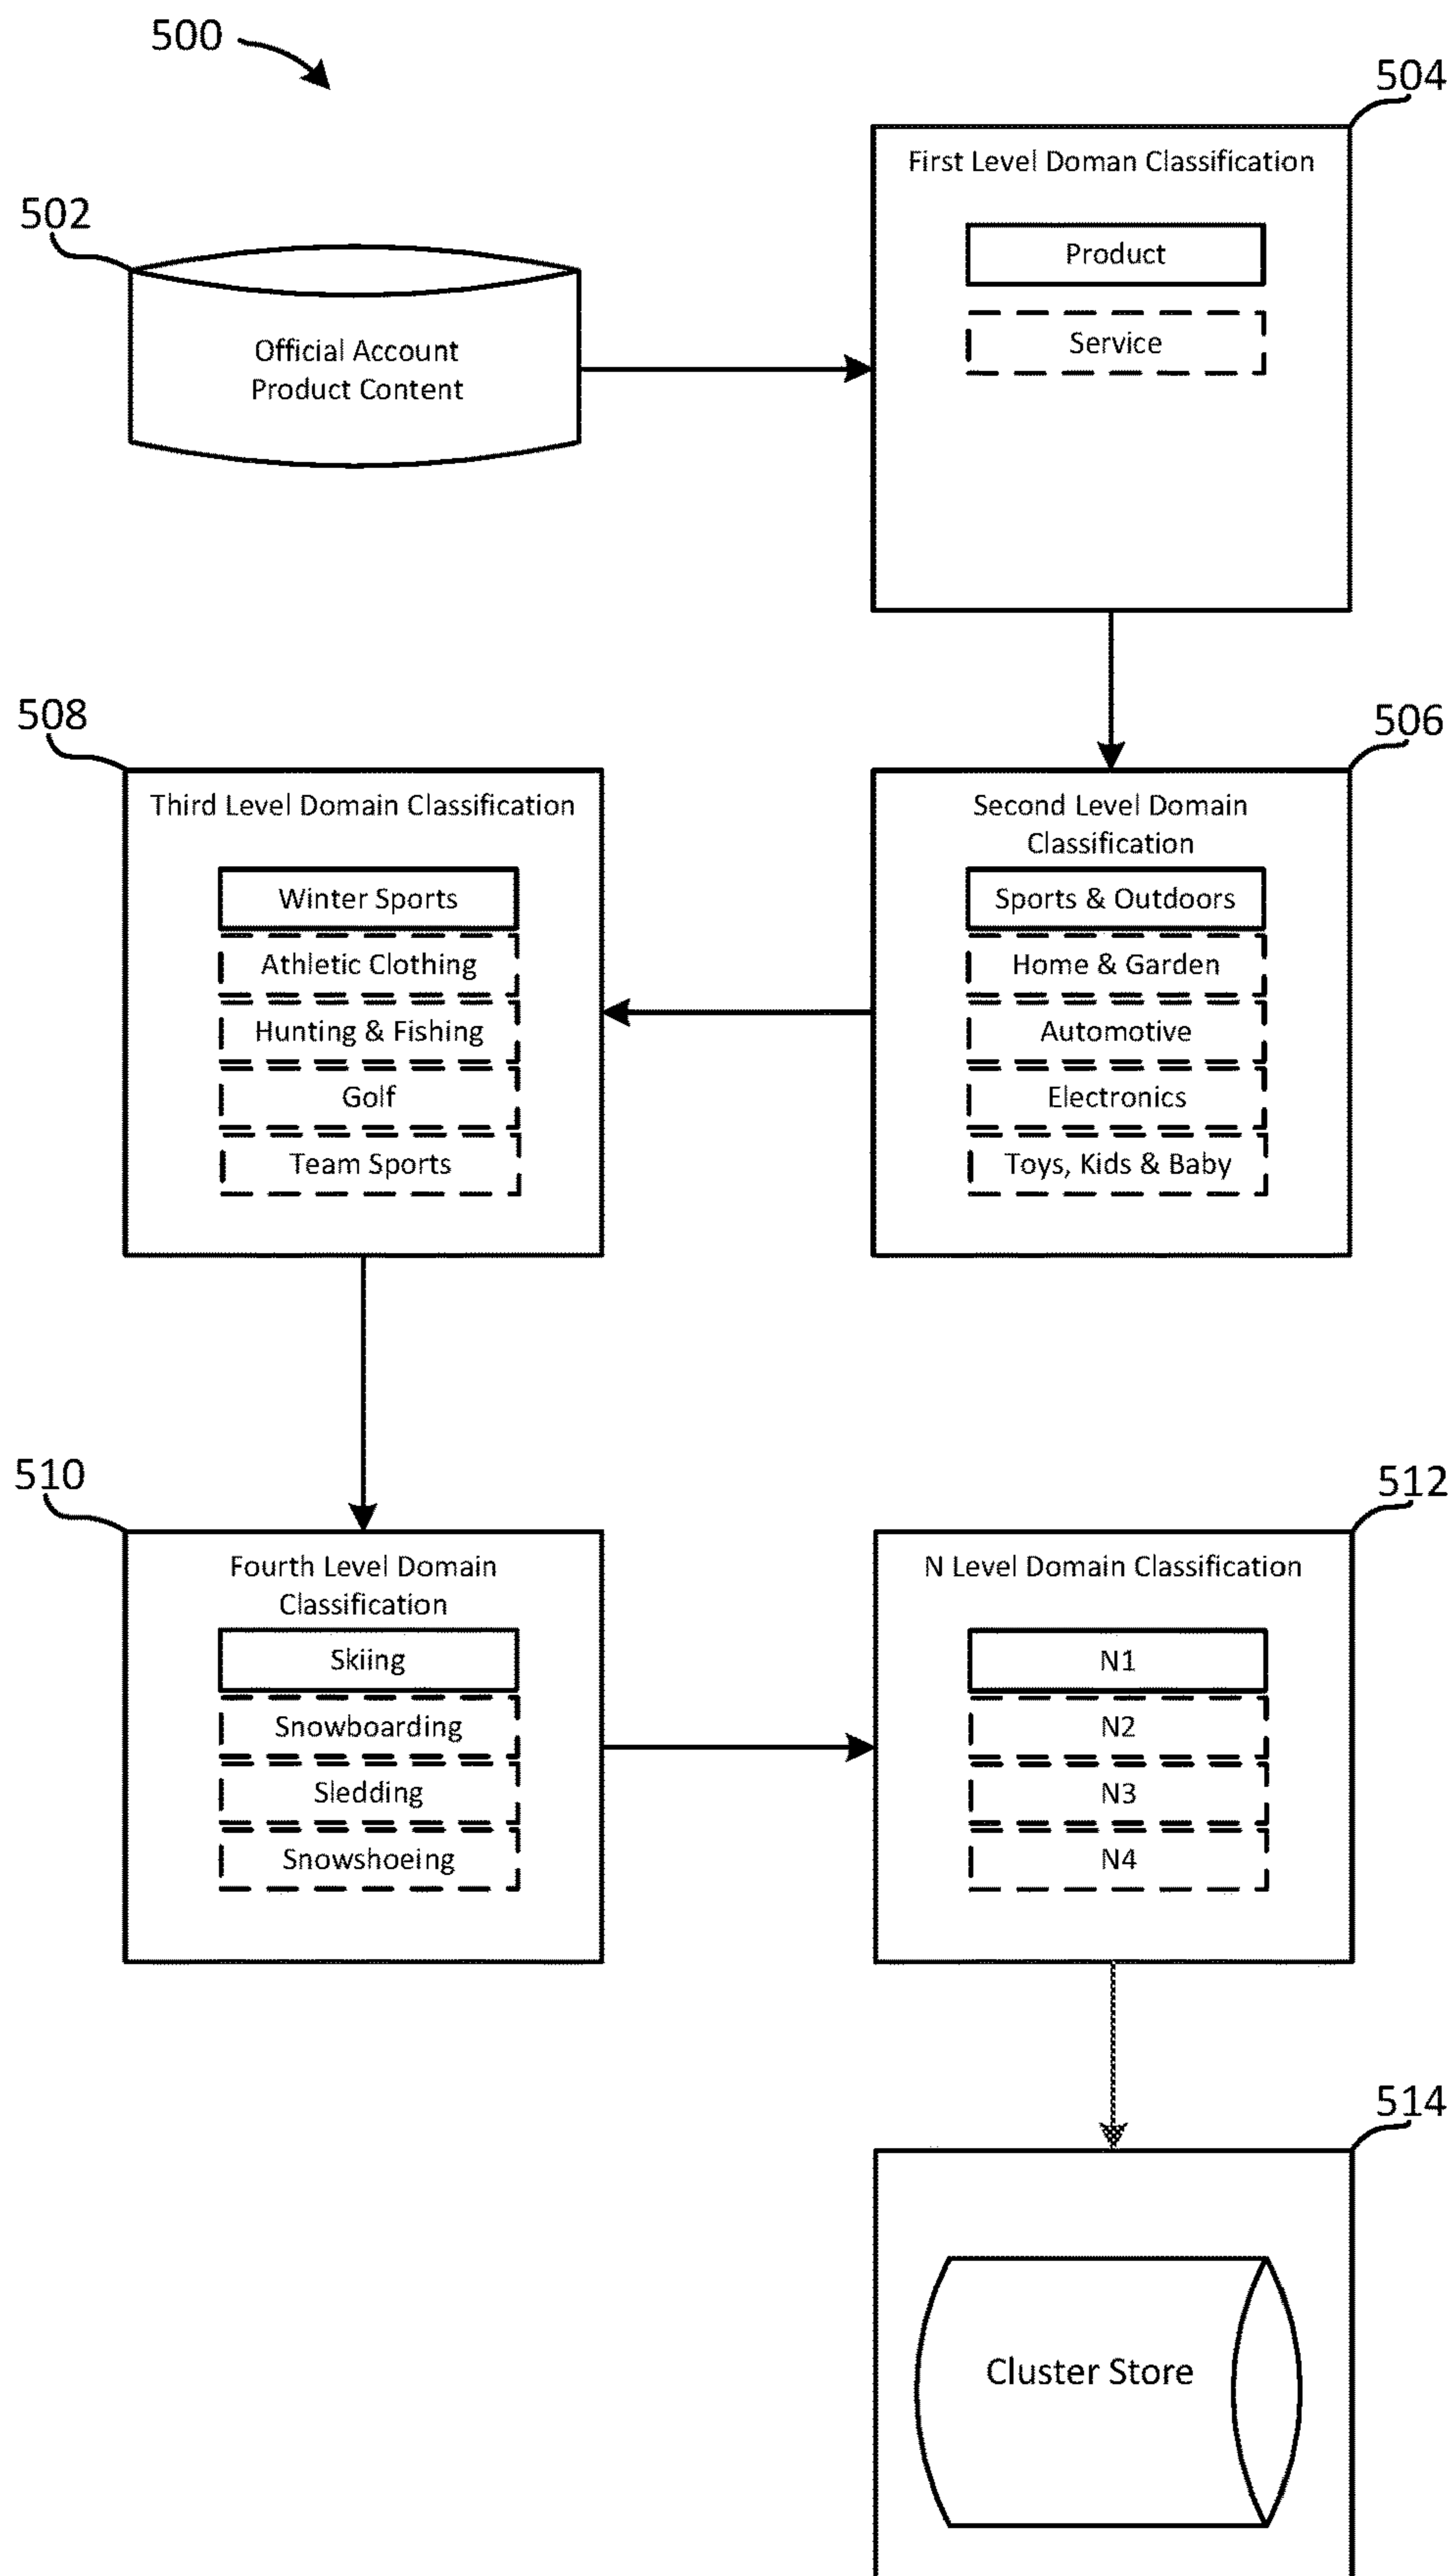 500
504
First Level Doman Classification
Product
Service
502
Official Account
Product Content
508
Third Level Domain Classification
Winter Sports
Athletic Clothing
Hunting & Fishing
Golf
Team Sports
506
Second Level Domain
Classification
Sports & Outdoors
Home & Garden
Automotive
Electronics
Toys, Kids & Baby
510
Fourth Level Domain
Classification
Skiing
Snowboarding
Sledding
Snowshoeing
512
N Level Domain Classification
N1
N2
N3
N4
514
Cluster Store